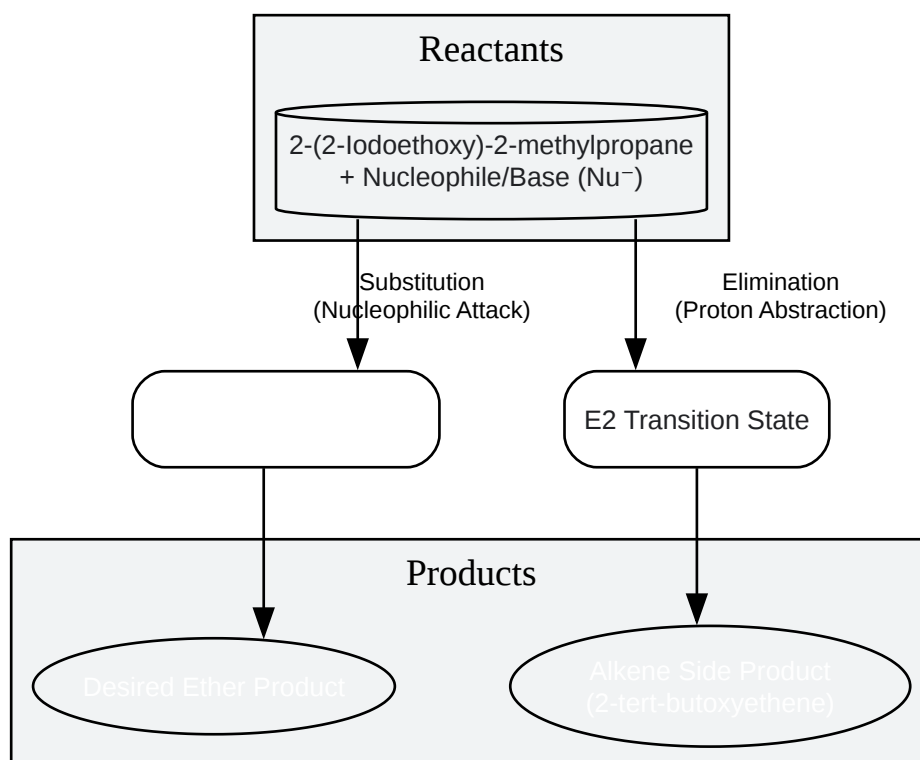 Reactants
2-(2-Iodoethoxy)-2-methylpropane
+ Nucleophile/Base (Nu⁻)
Substitution
(Nucleophilic Attack)
Elimination
(Proton Abstraction)
E2 Transition State
Products
Desired Ether Product
Alkene Side Product
(2-tert-butoxyethene)